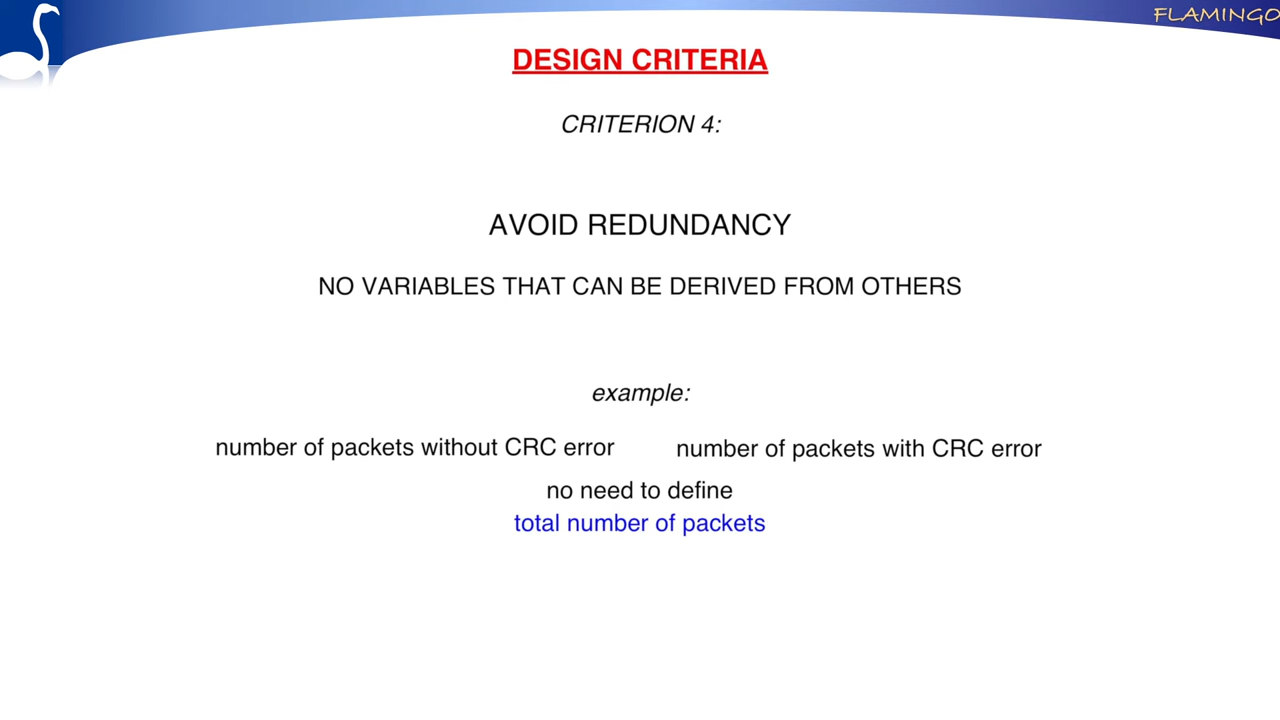 FLAMINGO
DESIGN CRITERIA
CRITERION 4:
AVOID REDUNDANCY
NO VARIABLES THAT CAN BE DERIVED FROM OTHERS
example:
number of packets without CRC error number of packets with CRC error
no need to define
total number of packets